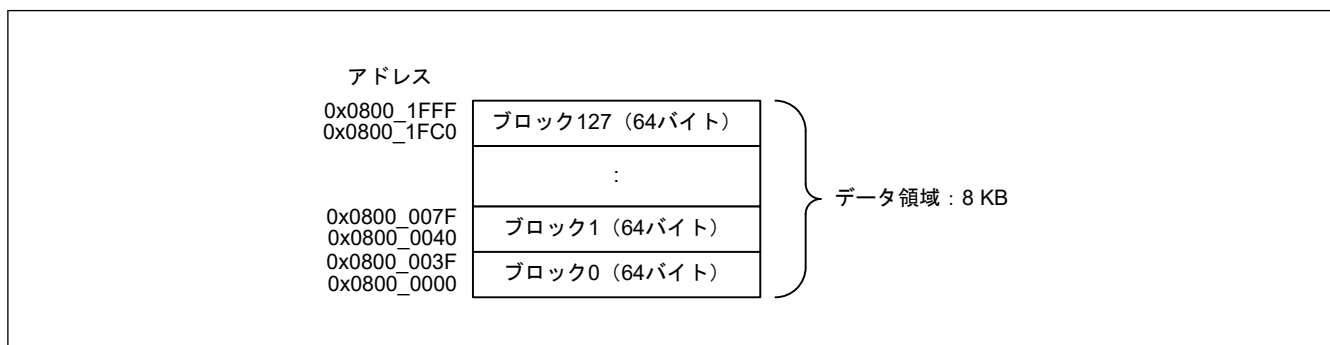 アドレス
0x0800_1FFF
0x0800_1FC0
ブロック127（64バイト）
:
データ領域：8 KB
0x0800_007F
0x0800_0040
ブロック1（64バイト）
0x0800_003F
0x0800_0000
ブロック0（64バイト）